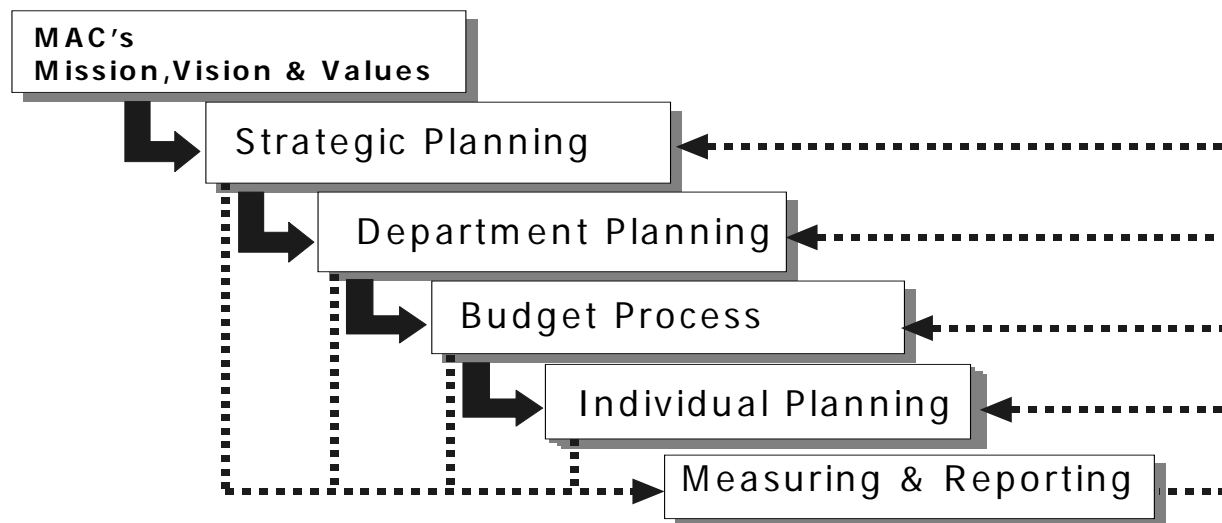 MAC's
Mission,Vision & Values
Strategic Planning
Department Planning
Budget Process
Individual Planning
Measuring & Reporting